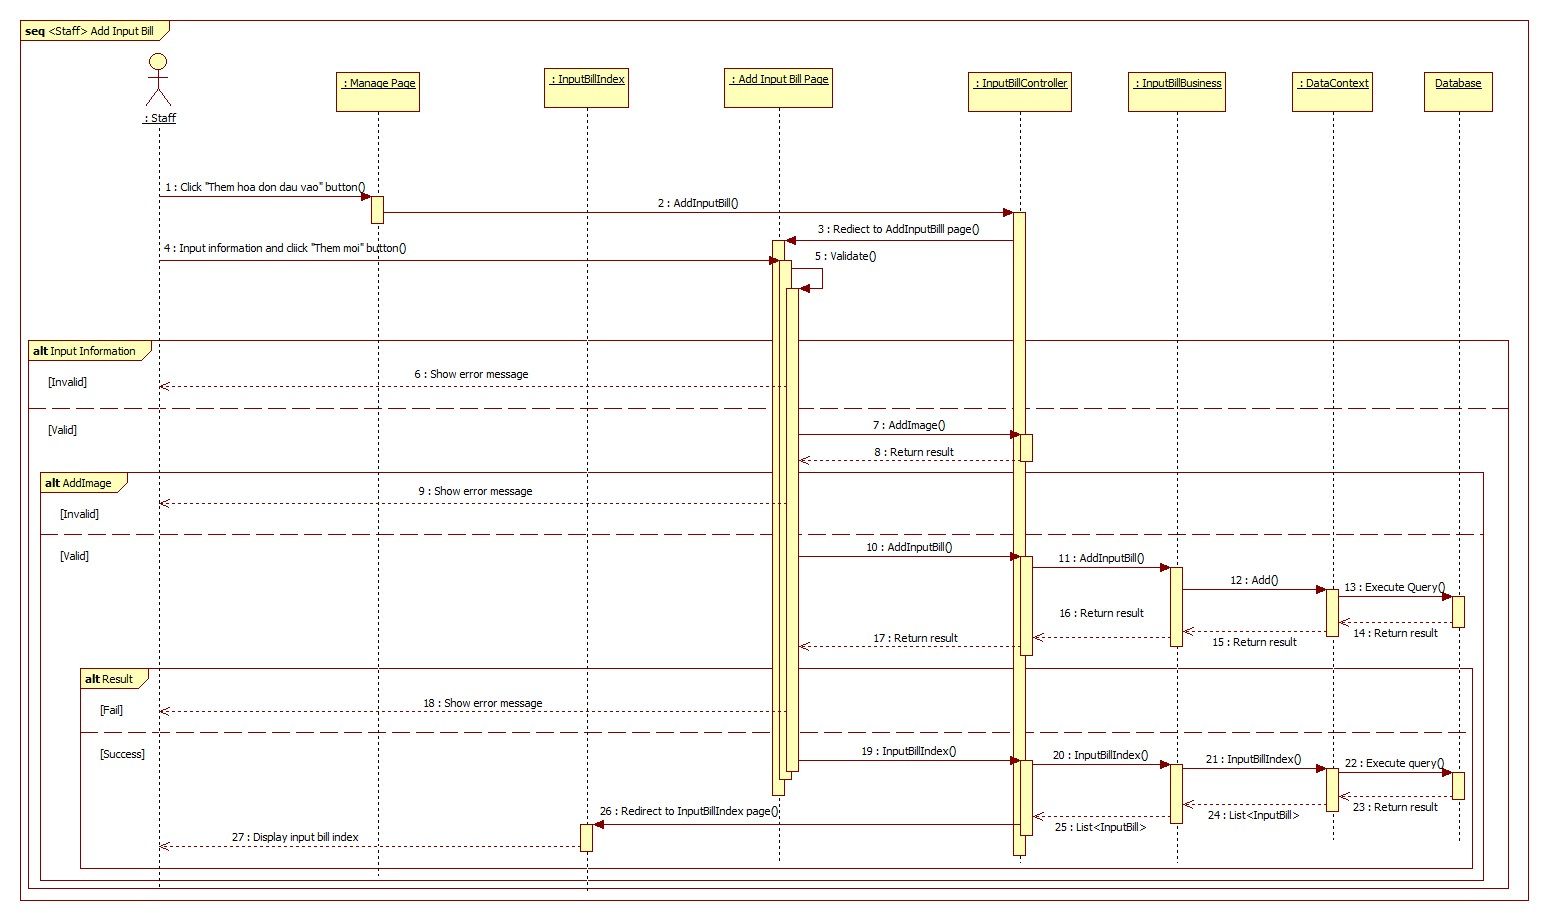 seq <Staff> Add Input Bill
: Staff
: Manage Page
: InputBillIndex
: Add Input Bill Page
: InputBillController
: InputBillBusiness
: DataContext
Database
1 : Click "Them hoa don dau vao" button()
2 : AddInputBill()
3 : Rediect to AddInputBilll page()
4 : Input information and cliick "Them moi" button()
5 : Validate()
alt Input Information
[Invalid]
6 : Show error message
[Valid]
7 : AddImage()
8 : Return result
alt AddImage
9 : Show error message
[Invalid]
[Valid]
10 : AddInputBill()
11 : AddInputBill()
12 : Add()
13 : Execute Query()
14 : Return result
15 : Return result
16 : Return result
17 : Return result
alt Result
[Fail]
18 : Show error message
[Success]
19 : InputBillIndex()
20 : InputBillIndex()
21 : InputBillIndex()
22 : Execute query()
23 : Return result
24 : List<InputBill>
25 : List<InputBill>
26 : Redirect to InputBillIndex page()
27 : Display input bill index